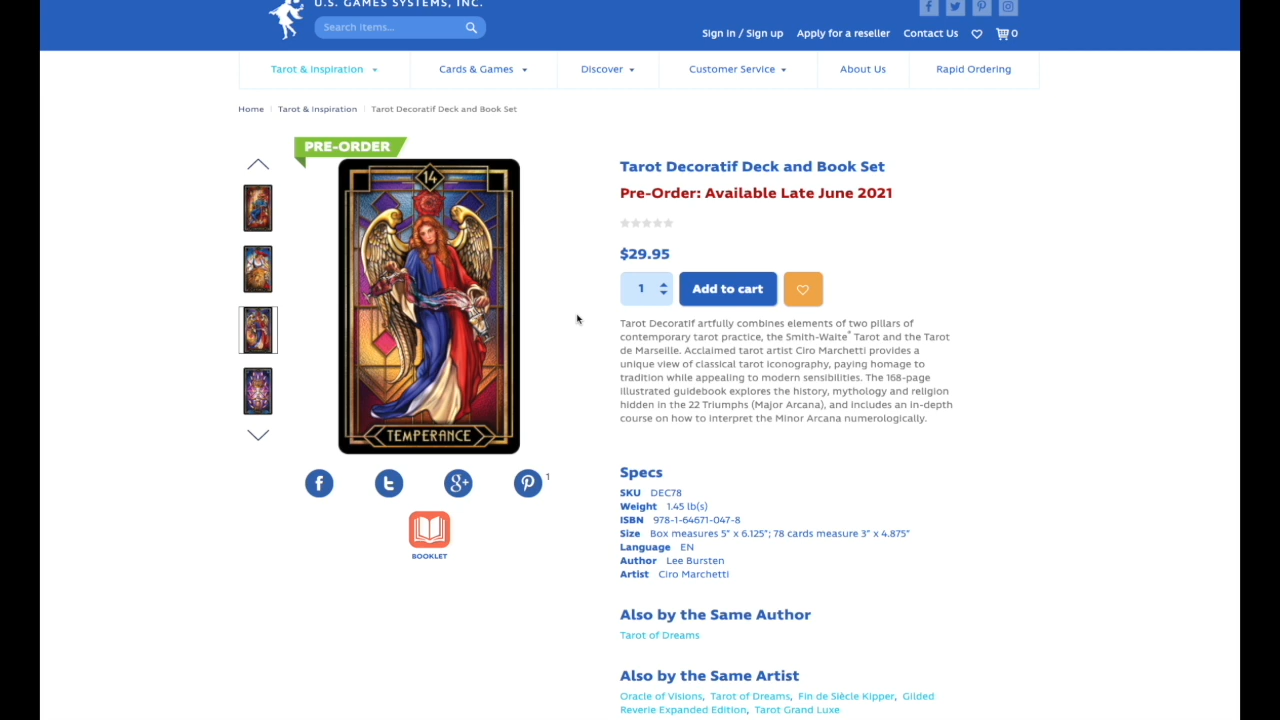 U.S. GAMES SYSTEMS, INC.
Search items...
Sign in / Sign up Apply for a reseller Contact Us 0
Tarot & Inspiration Cards & Games Discover Customer Service About Us Rapid Ordering
Home Tarot & Inspiration Tarot Decoratif Deck and Book Set
PRE-ORDER
14
TEMPERANCE
1
BOOKLET
Tarot Decoratif Deck and Book Set
Pre-Order: Available Late June 2021
$29.95
1 Add to cart
Tarot Decoratif artfully combines elements of two pillars of
contemporary tarot practice, the Smith-Waite® Tarot and the Tarot
de Marseille. Acclaimed tarot artist Ciro Marchetti provides a
unique view of classical tarot iconography, paying homage to
tradition while appealing to modern sensibilities. The 168-page
illustrated guidebook explores the history, mythology and religion
hidden in the 22 Triumphs (Major Arcana), and includes an in-depth
course on how to interpret the Minor Arcana numerologically.
Specs
SKU DEC78
Weight 1.45 lb(s)
ISBN 978-1-64671-047-8
Size Box measures 5" x 6.125"; 78 cards measure 3" x 4.875"
Language EN
Author Lee Bursten
Artist Ciro Marchetti
Also by the Same Author
Tarot of Dreams
Also by the Same Artist
Oracle of Visions, Tarot of Dreams, Fin de Siècle Kipper, Gilded
Reverie Expanded Edition, Tarot Grand Luxe